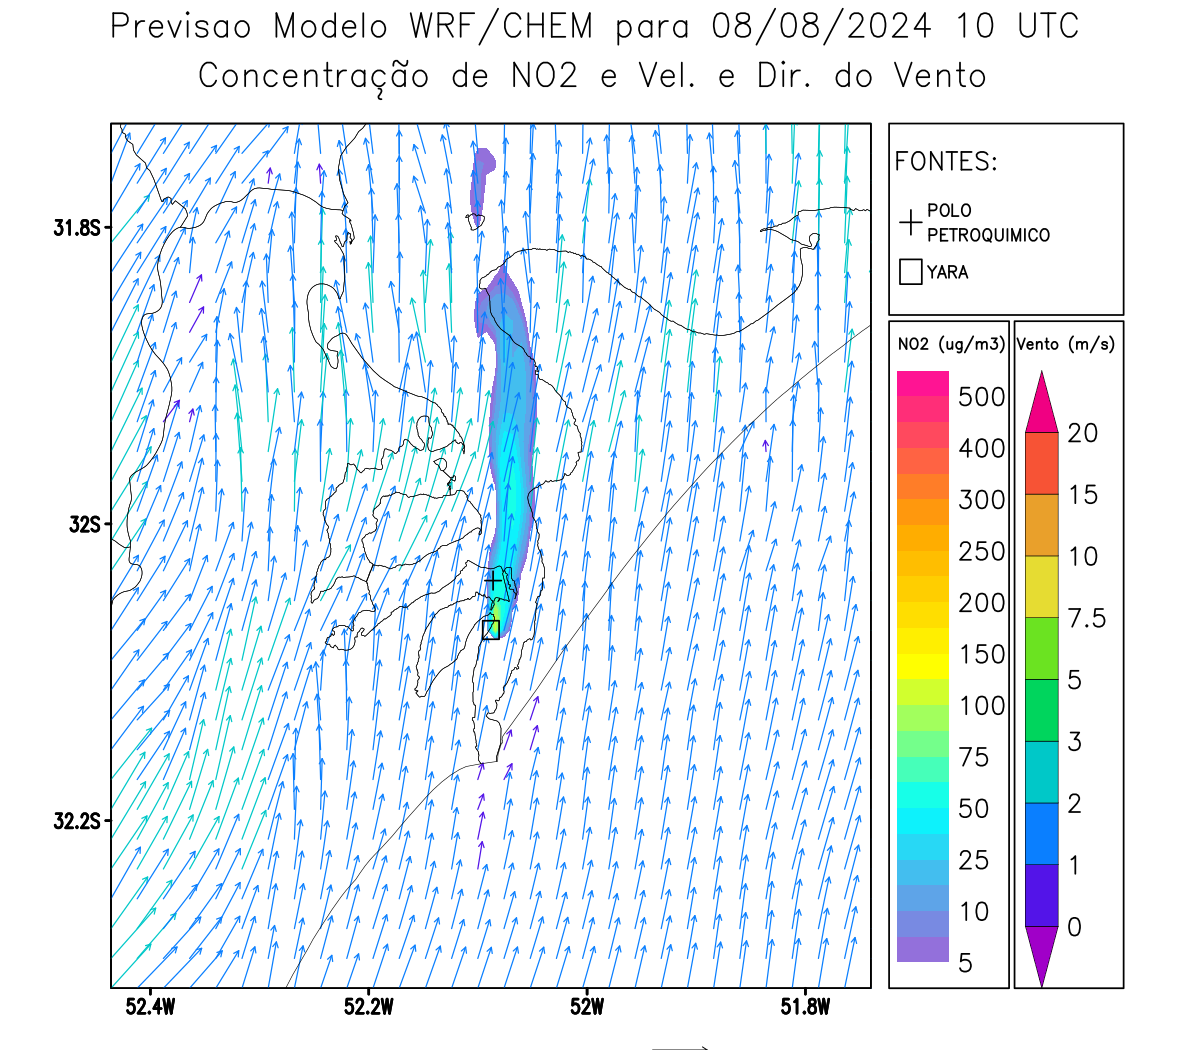 Previsao Modelo WRF/CHEM para 08/08/2024 10 UTC
Concentração de NO2 e Vel. e Dir. do Vento
FONTES:
POLO
PETROQUIMICO
YARA
NO2 (ug/m3)
500
400
300
250
200
150
100
75
50
25
10
5
Vento (m/s)
20
15
10
7.5
5
3
2
1
0
31.8S
32S
32.2S
52.4W
52.2W
52W
51.8W